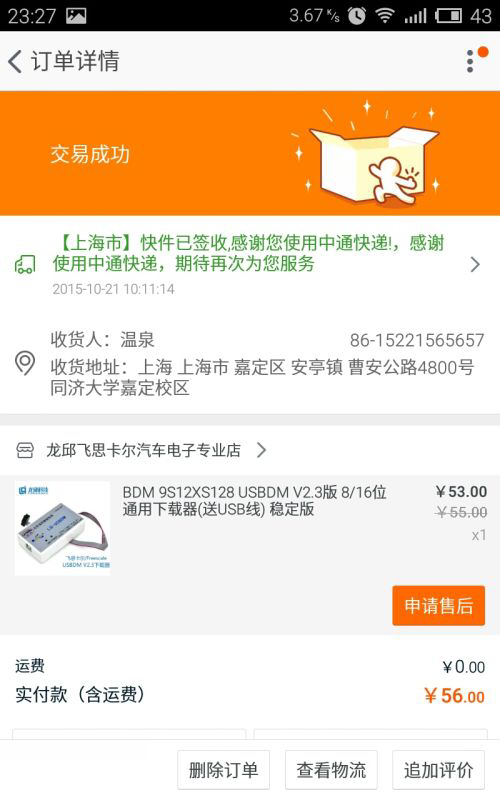 23:27
3.67 K/s
43
订单详情
交易成功
【上海市】快件已签收,感谢您使用中通快递!，感谢
使用中通快递，期待再次为您服务
2015-10-21 10:11:14
收货人：温泉
86-15221565657
收货地址：上海 上海市 嘉定区 安亭镇 曹安公路4800号
同济大学嘉定校区
龙邱飞思卡尔汽车电子专业店
龙邱科技
LQ-USBDM
飞思卡尔/Freescale
USBDM V2.3下载器
BDM 9S12XS128 USBDM V2.3版 8/16位
通用下载器(送USB线) 稳定版
￥53.00
￥55.00
x1
申请售后
运费
￥0.00
实付款（含运费）
￥56.00
删除订单
查看物流
追加评价